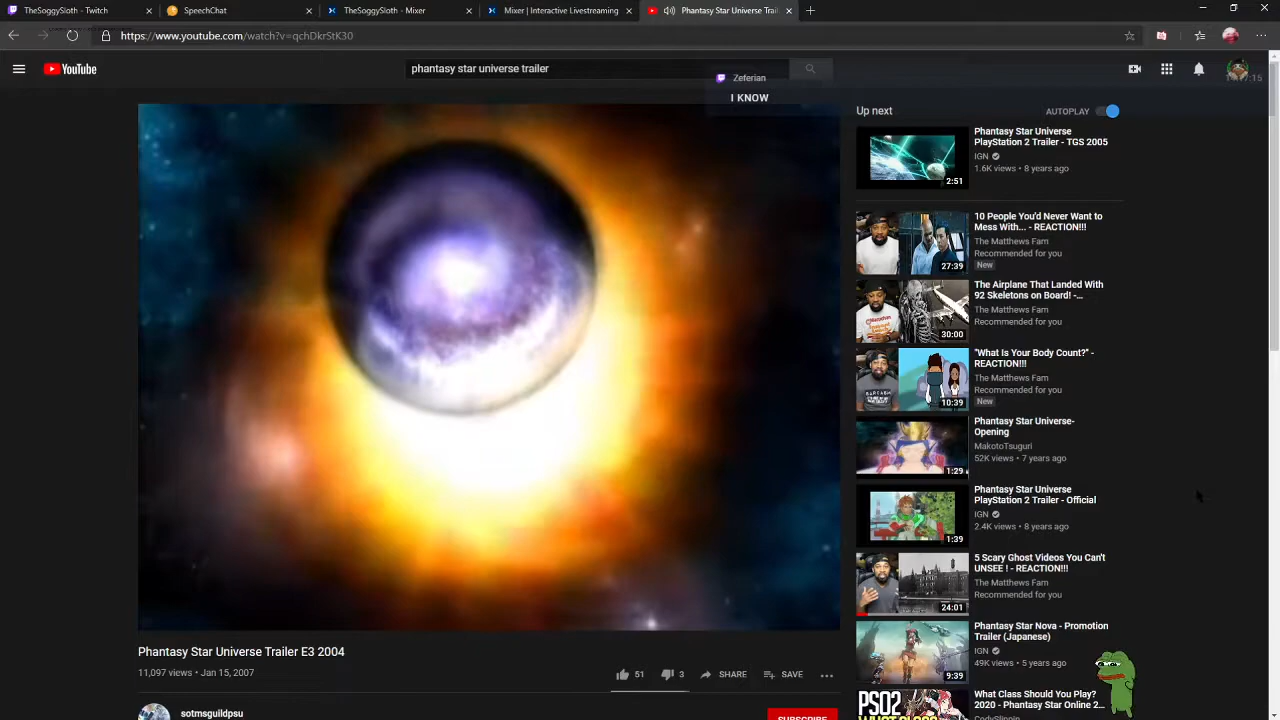 TheSoggySloth - Twitch
SpeechChat
TheSoggySloth - Mixer
Mixer | Interactive Livestreaming
Phantasy Star Universe Trail
https://www.youtube.com/watch?v=qchDkrStK30
YouTube
phantasy star universe trailer
Zeferian
I KNOW
Up next
AUTOPLAY
Phantasy Star Universe
PlayStation 2 Trailer - TGS 2005
IGN
1.6K views • 8 years ago
2:51
10 People You'd Never Want to
Mess With... - REACTION!!!
The Matthews Fam
Recommended for you
New
27:39
The Airplane That Landed With
92 Skeletons on Board! -...
The Matthews Fam
Recommended for you
30:00
"What Is Your Body Count?" -
REACTION!!!
The Matthews Fam
Recommended for you
New
10:39
Phantasy Star Universe-
Opening
MakotoTsuguri
52K views • 7 years ago
1:29
Phantasy Star Universe
PlayStation 2 Trailer - Official
IGN
2.4K views • 8 years ago
1:39
5 Scary Ghost Videos You Can't
UNSEE ! - REACTION!!!
The Matthews Fam
Recommended for you
24:01
Phantasy Star Nova - Promotion
Trailer (Japanese)
IGN
49K views • 5 years ago
9:39
What Class Should You Play?
2020 - Phantasy Star Online 2...
PSO2
Phantasy Star Universe Trailer E3 2004
11,097 views • Jan 15, 2007
51
3
SHARE
SAVE
sotmsguildpsu
SUBSCRIBE